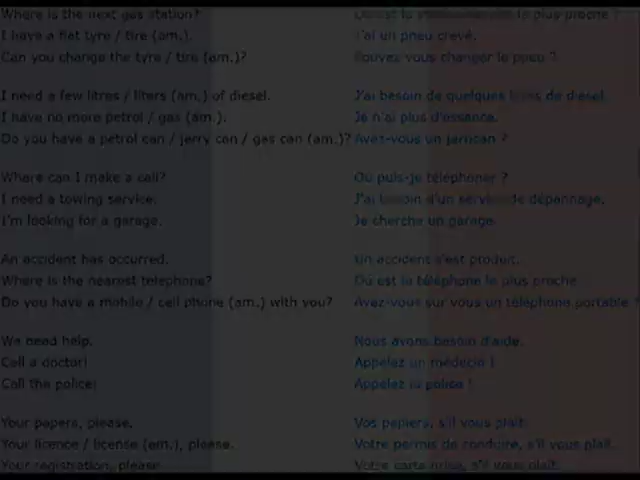 Where is the next gas station? Où est la station-service la plus proche ?
I have a flat tyre / tire (am.). J'ai un pneu crevé.
Can you change the tyre / tire (am.)? Pouvez-vous changer le pneu ?
I need a few litres / liters (am.) of diesel. J'ai besoin de quelques litres de diesel.
I have no more petrol / gas (am.). Je n'ai plus d'essence.
Do you have a petrol can / jerry can / gas can (am.)? Avez-vous un jerrican ?
Where can I make a call? Où puis-je téléphoner ?
I need a towing service. J'ai besoin d'un service de dépannage.
I'm looking for a garage. Je cherche un garage.
An accident has occurred. Un accident s'est produit.
Where is the nearest telephone? Où est le téléphone le plus proche
Do you have a mobile / cell phone (am.) with you? Avez-vous sur vous un téléphone portable ?
We need help. Nous avons besoin d'aide.
Call a doctor! Appelez un médecin !
Call the police! Appelez la police !
Your papers, please. Vos papiers, s'il vous plaît.
Your licence / license (am.), please. Votre permis de conduire, s'il vous plaît.
Your registration, please. Votre carte grise, s'il vous plaît.